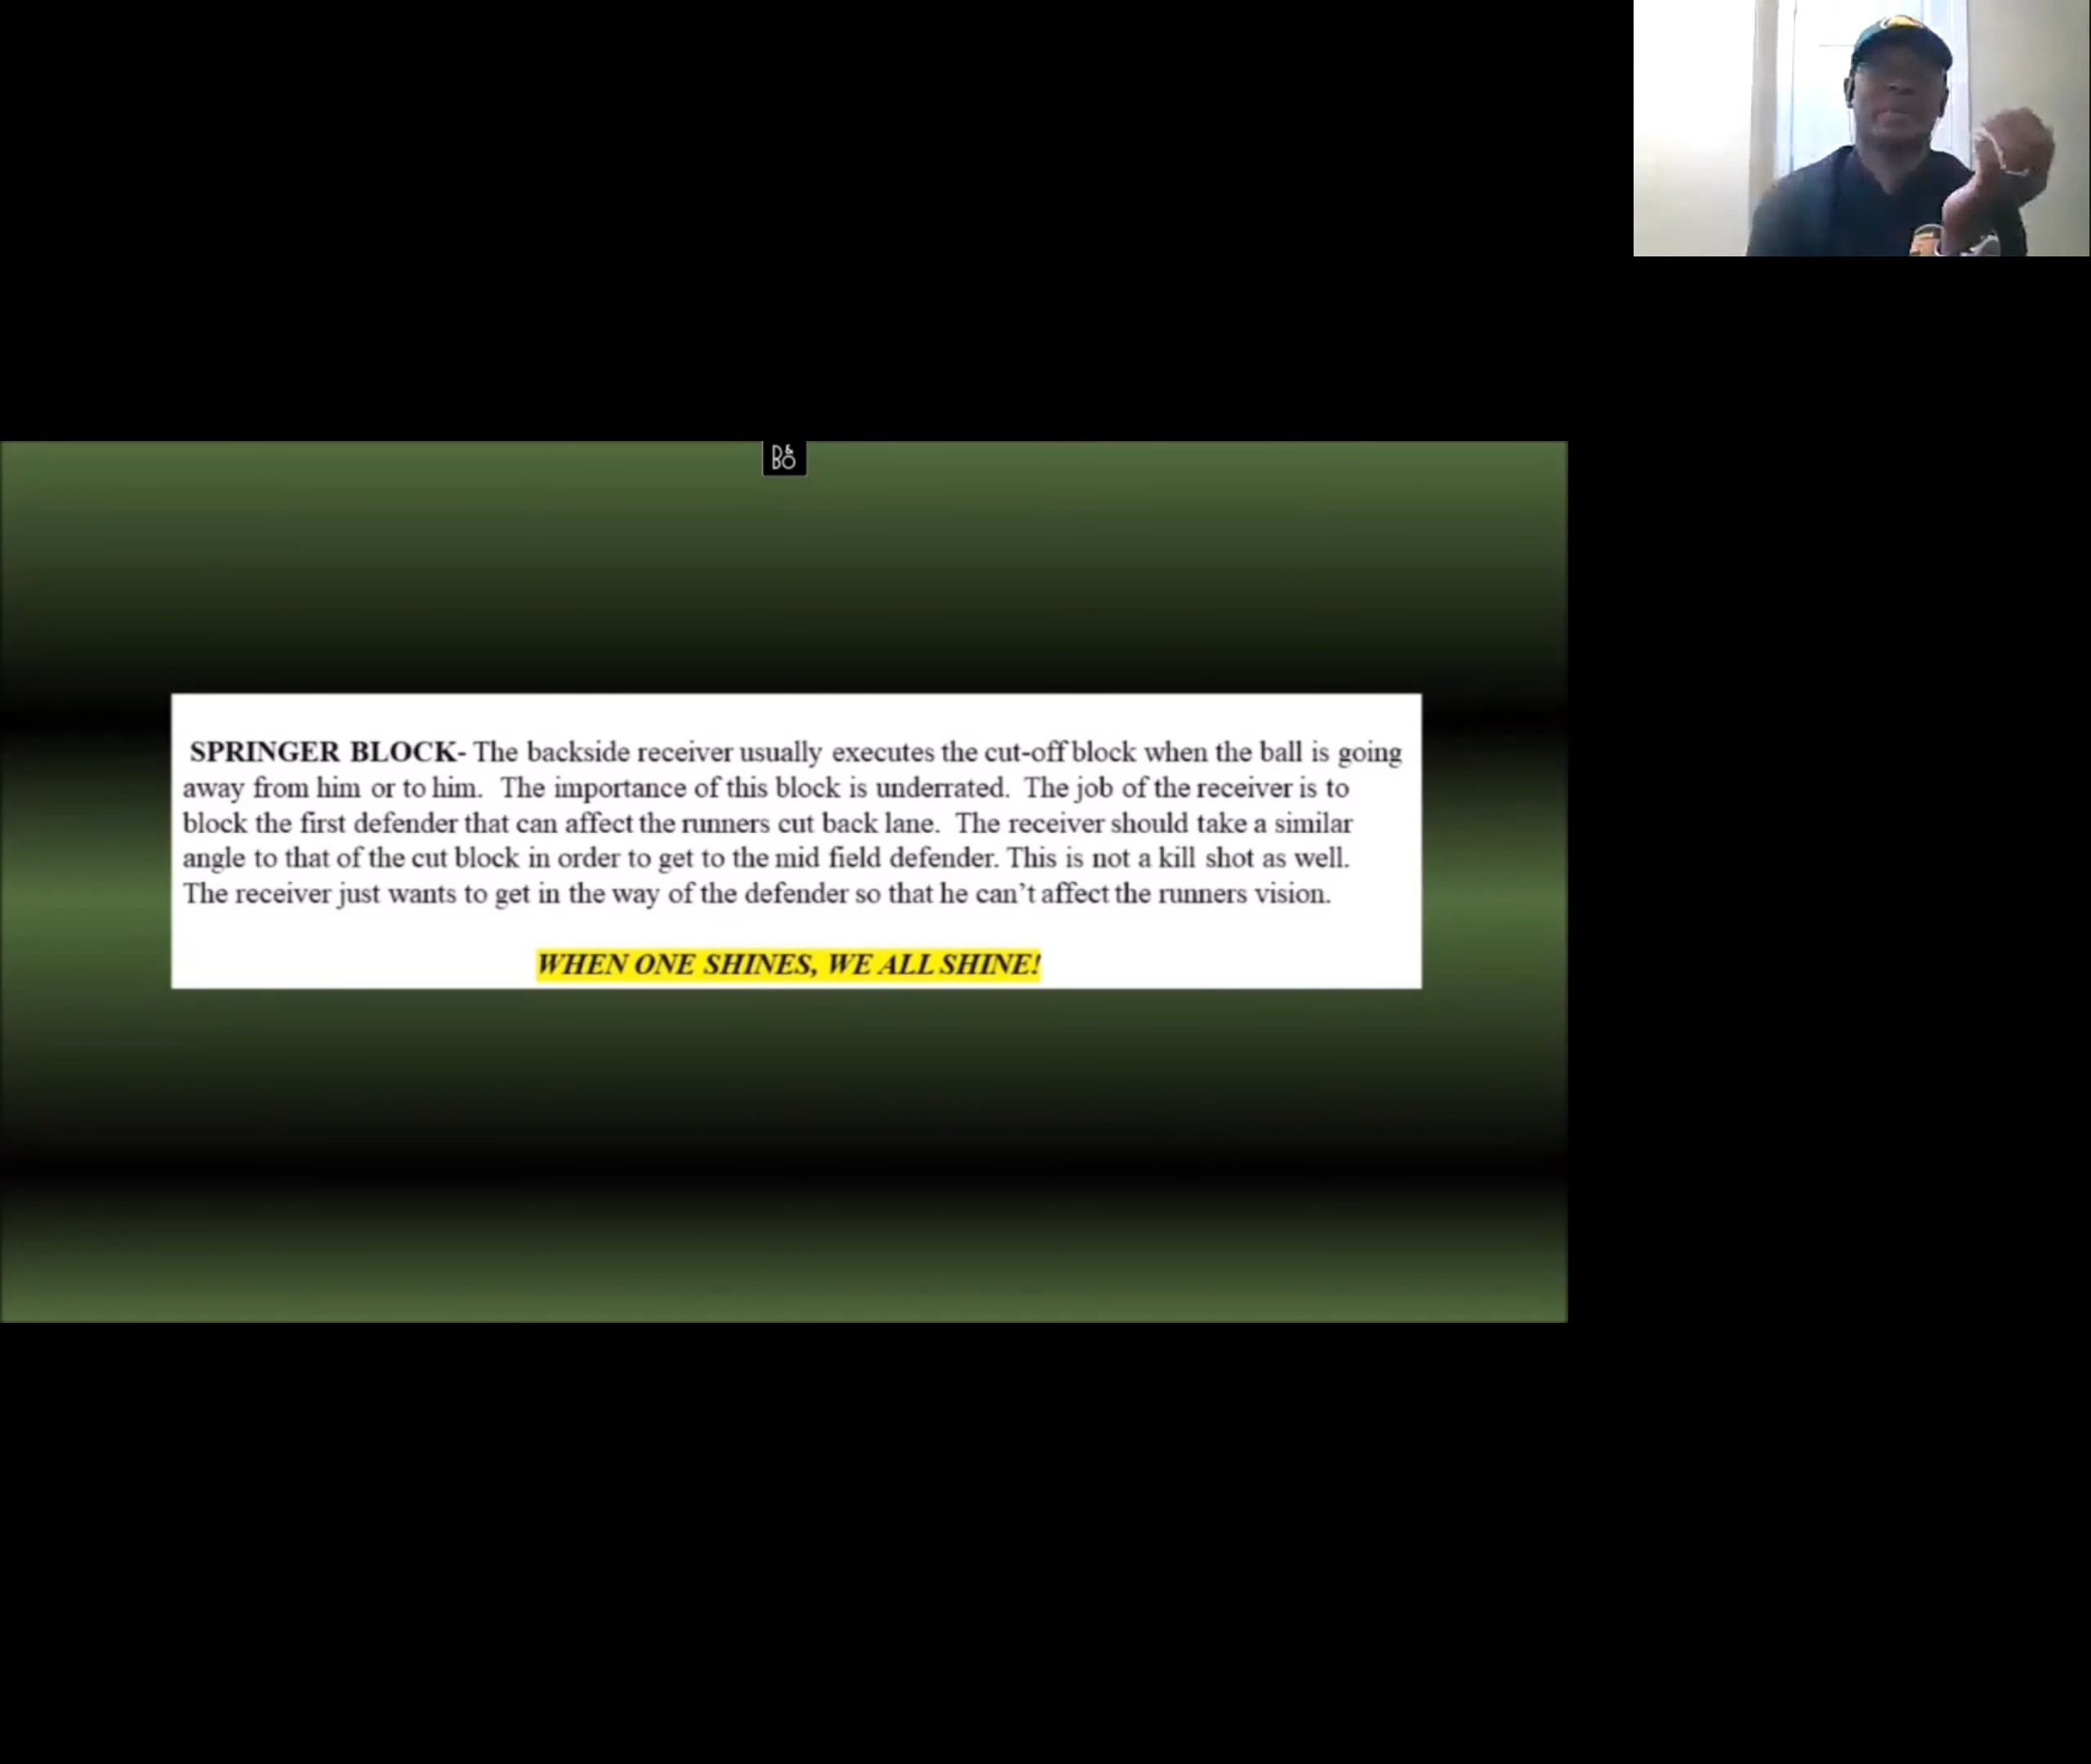 B&O
SPRINGER BLOCK- The backside receiver usually executes the cut-off block when the ball is going
away from him or to him.  The importance of this block is underrated.  The job of the receiver is to
block the first defender that can affect the runners cut back lane.  The receiver should take a similar
angle to that of the cut block in order to get to the mid field defender. This is not a kill shot as well.
The receiver just wants to get in the way of the defender so that he can’t affect the runners vision.
WHEN ONE SHINES, WE ALL SHINE!